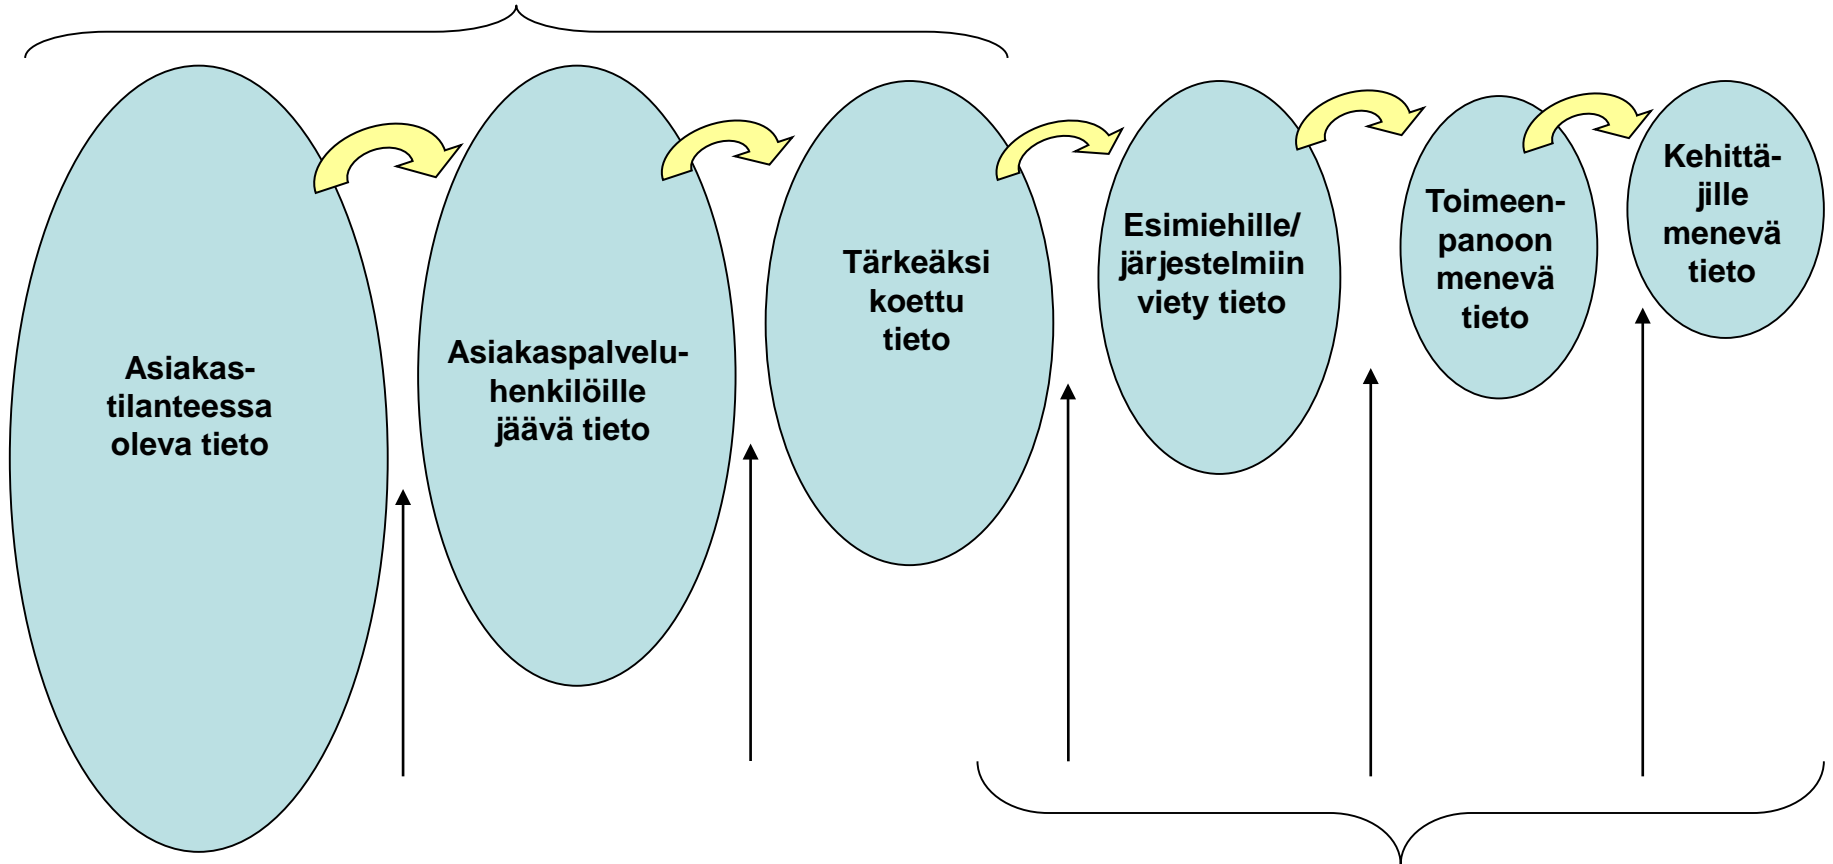 Asiakas-
tilanteessa
oleva tieto
Asiakaspalvelu-
henkilöille
jäävä tieto
Tärkeäksi
koettu
tieto
Esimiehille/
järjestelmiin
viety tieto
Toimeen-
panoon
menevä
tieto
Kehittä-
jille
menevä
tieto